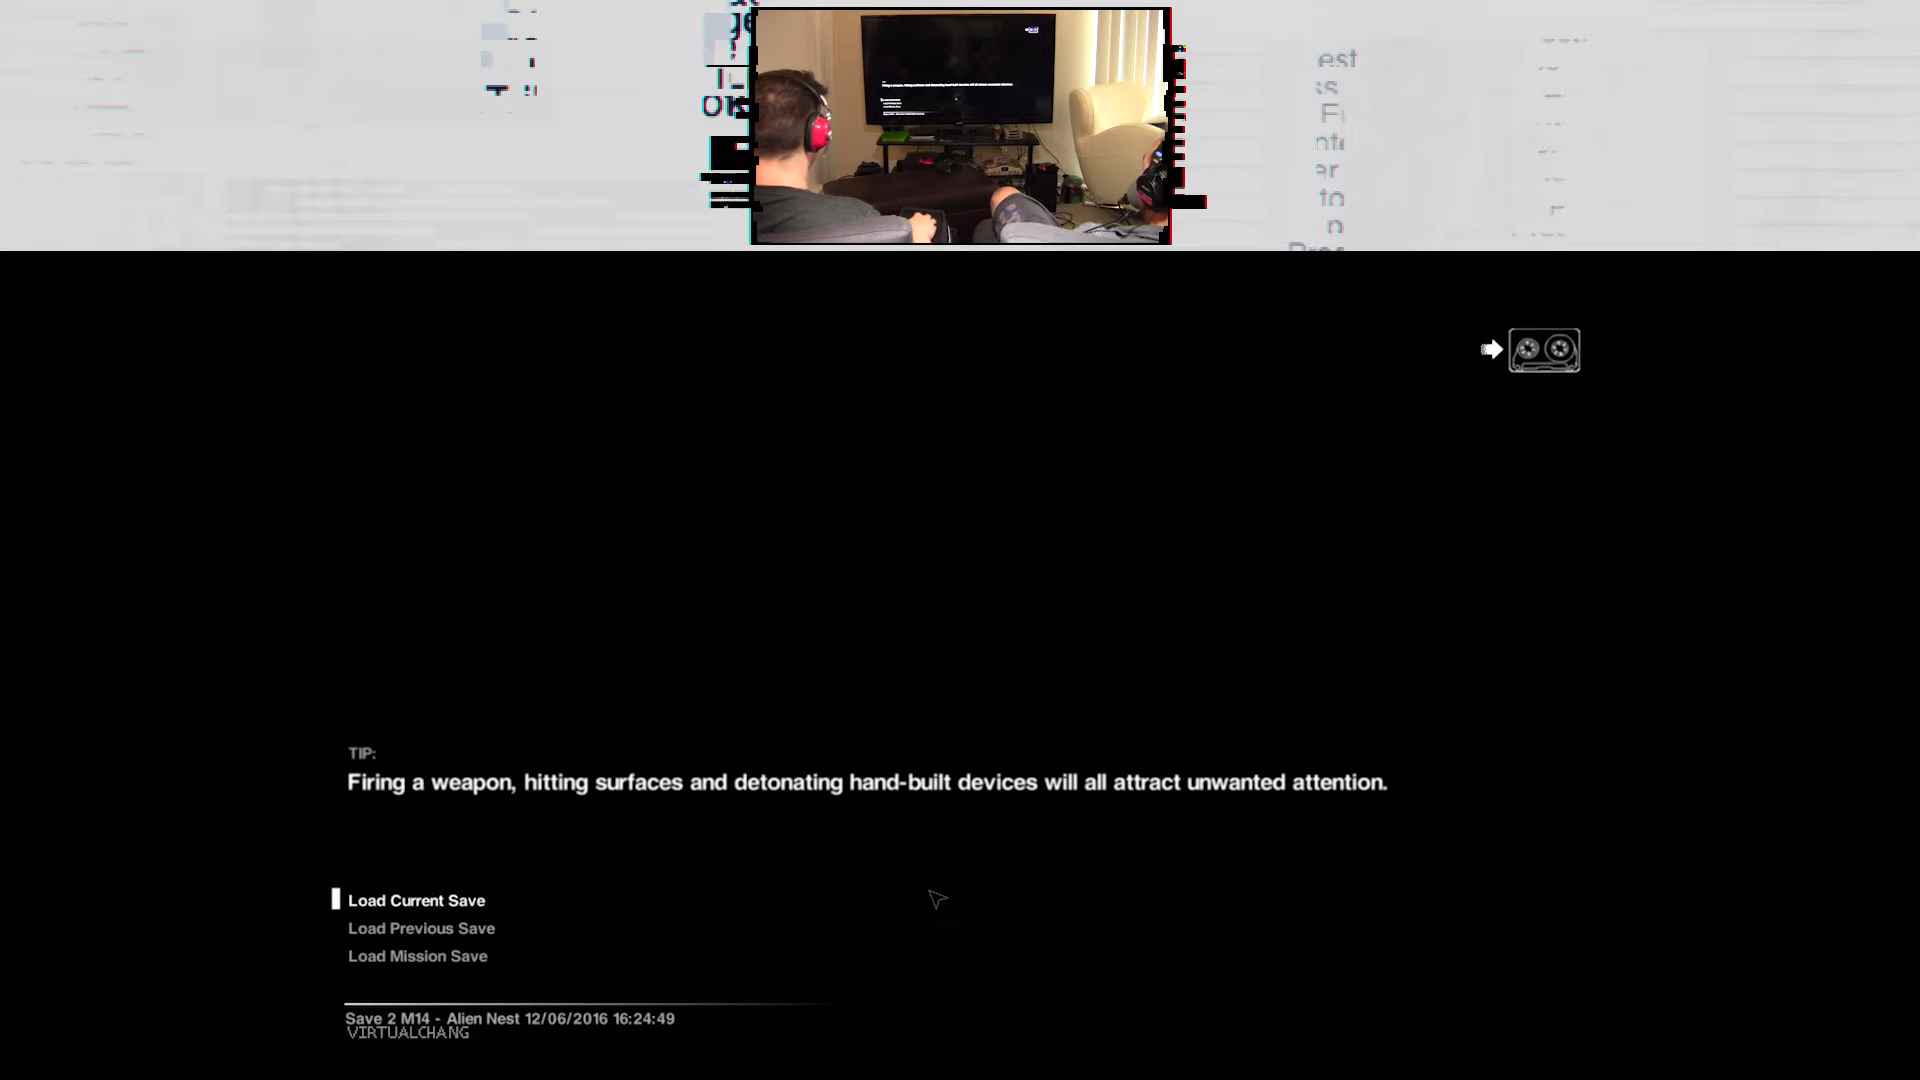 TIP:
Firing a weapon, hitting surfaces and detonating hand-built devices will all attract unwanted attention.
Load Current Save
Load Previous Save
Load Mission Save
Save 2 M14 - Alien Nest 12/06/2016 16:24:49
VIRTUALCHANG